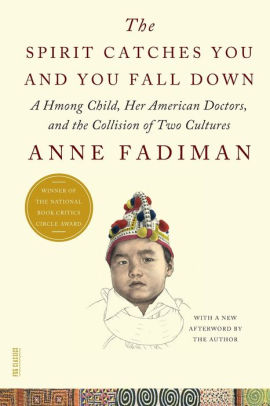 The
SPIRIT CATCHES YOU
AND YOU FALL DOWN
A Hmong Child, Her American Doctors,
and the Collision of Two Cultures
ANNE FADIMAN
WINNER OF
THE NATIONAL
BOOK CRITICS
CIRCLE AWARD
WITH A NEW
AFTERWORD BY
THE AUTHOR
FSG CLASSICS